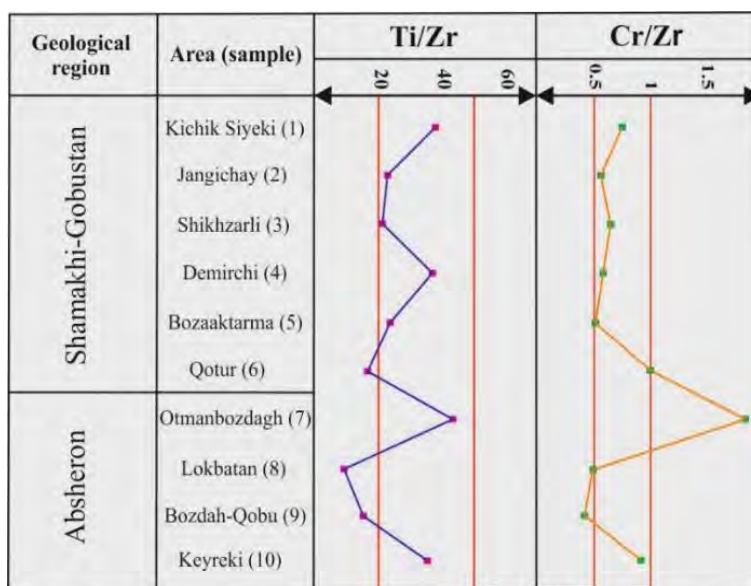 Geological region
Area (sample)
Ti/Zr
Cr/Zr
20
40
60
0.5
1
1.5
Shamakhi-Gobustan
Kichik Siyeki (1)
Jangichay (2)
Shikhzarli (3)
Demirchi (4)
Bozaaktarma (5)
Qotur (6)
Absheron
Otmanbozdagh (7)
Lokbatan (8)
Bozdah-Qobu (9)
Keyreki (10)